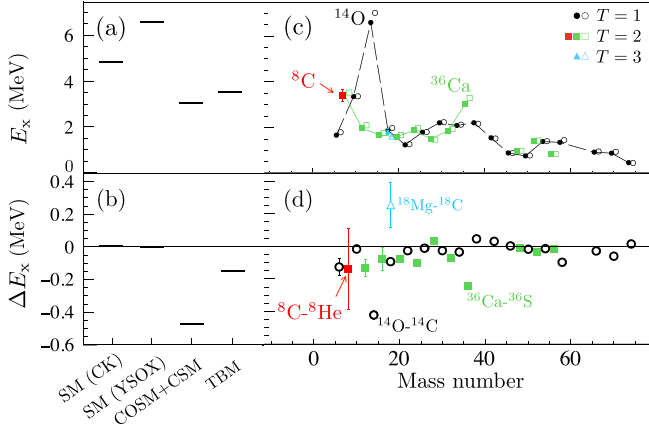 (a)
E_x (MeV)
6
4
2
0
(c)
¹⁴O
⁸C
³⁶Ca
T = 1
T = 2
T = 3
(b)
ΔE_x (MeV)
0.4
0.2
0
−0.2
−0.4
−0.6
(d)
¹⁸Mg-¹⁸C
⁸C-⁸He
¹⁴O-¹⁴C
³⁶Ca-³⁶S
SM (CK)
SM (YSOX)
COSM+CSM
TBM
0 20 40 60
Mass number